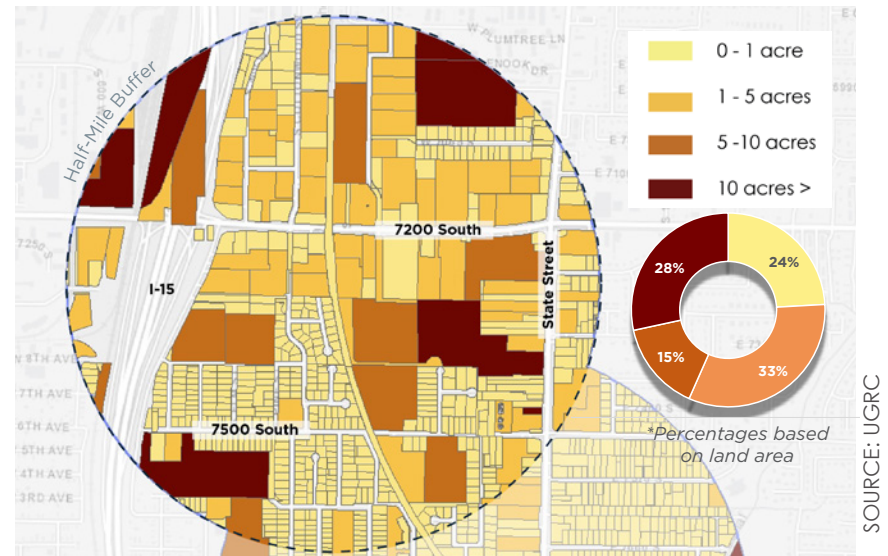 W PLUMTREE LN
0 - 1 acre
1 - 5 acres
5 -10 acres
10 acres >
Half-Mile Buffer
7200 South
7250 S
I-15
State Street
28%
24%
15%
33%
7TH AVE
6TH AVE
5TH AVE
4TH AVE
3RD AVE
7500 South
*Percentages based
on land area
SOURCE: UGRC